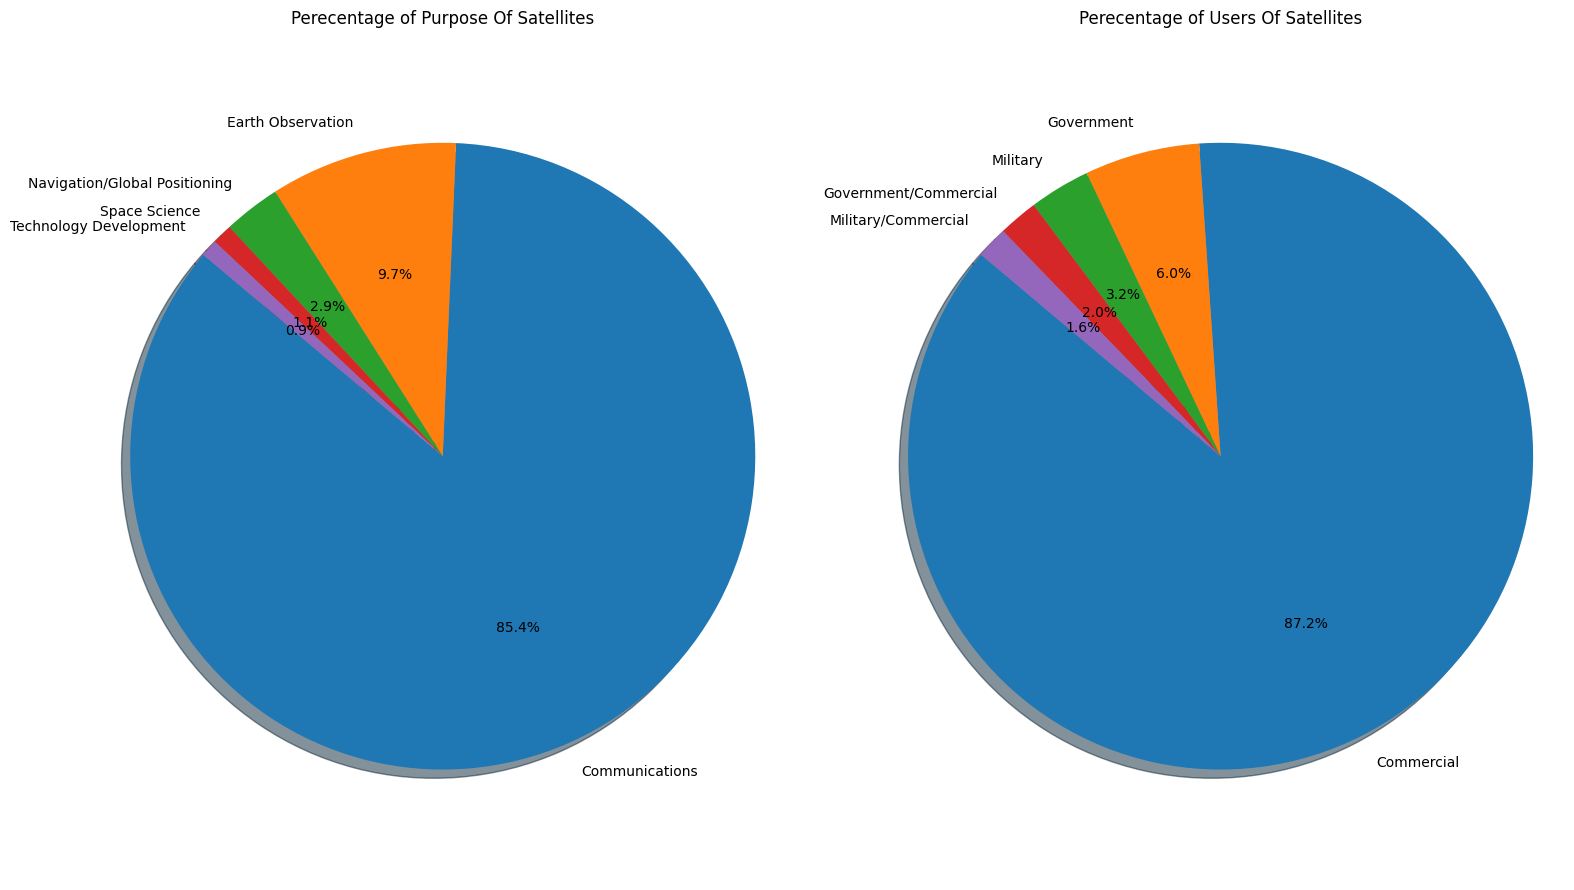 Perecentage of Purpose Of Satellites
Earth Observation
Navigation/Global Positioning
Space Science
Technology Development
9.7%
2.9%
1.1%
0.9%
85.4%
Communications
Perecentage of Users Of Satellites
Government
Military
Government/Commercial
Military/Commercial
6.0%
3.2%
2.0%
1.6%
87.2%
Commercial